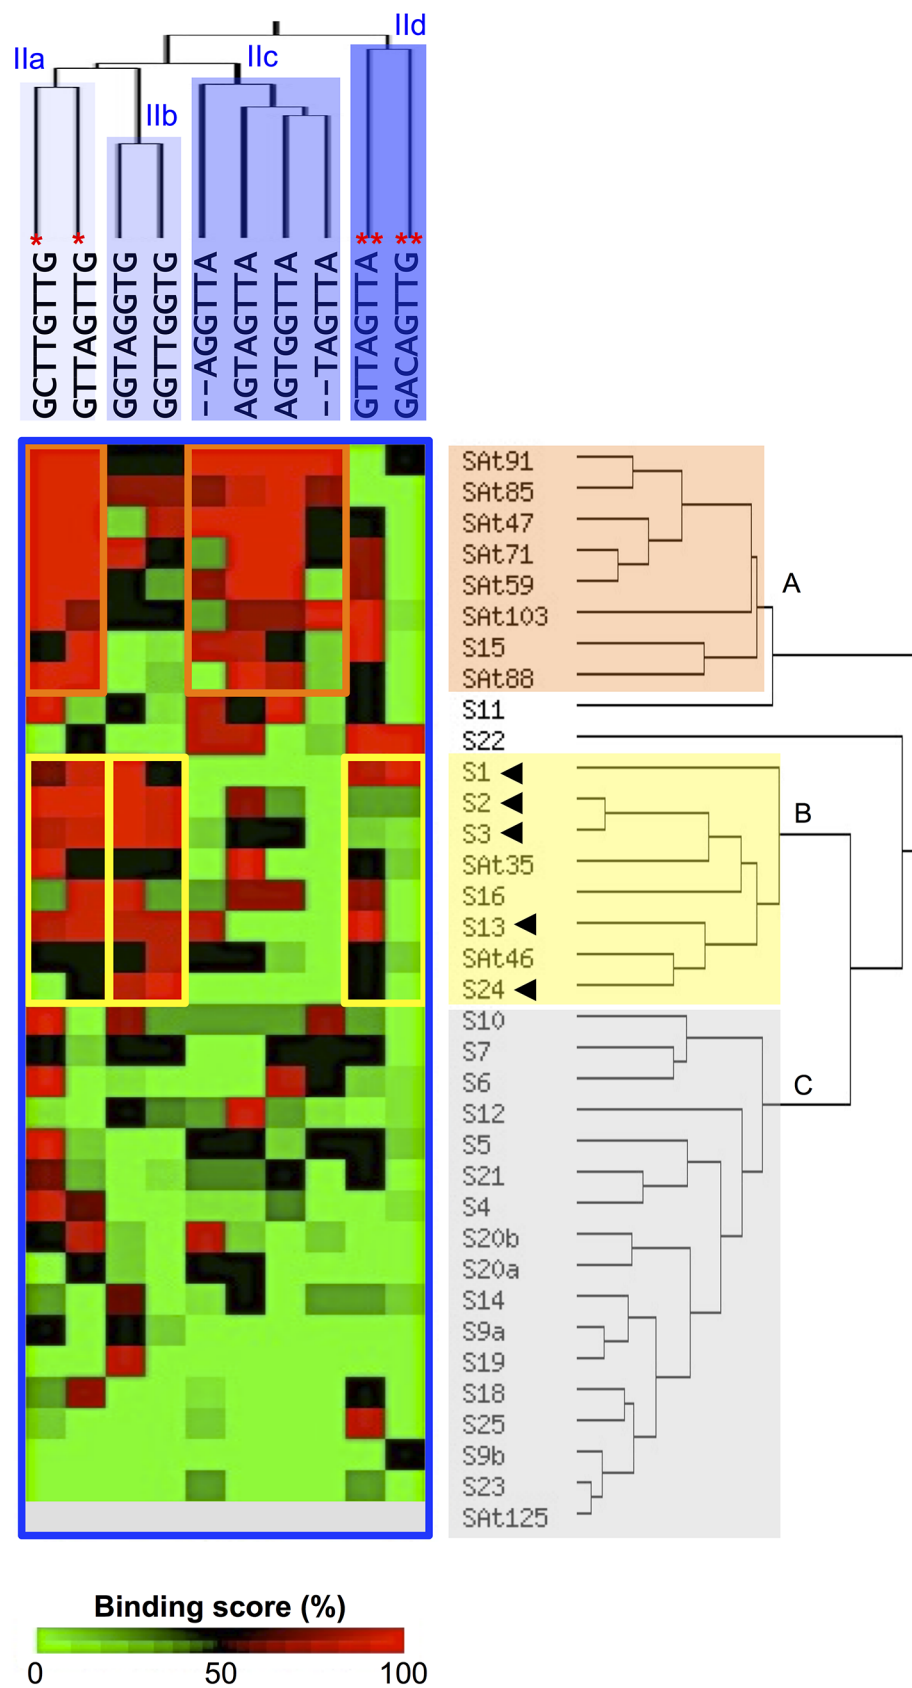 IId
IIa
IIc
IIb
* * ** **
GCTTGTTG
GTTAGTTG
GGTAGGTG
GGTTGGTG
--AGGTTA
AGTAGTTA
AGTGGTTA
--TAGTTA
GTTAGTTA
GACAGTTG
SAt91
SAt85
SAt47
SAt71
SAt59
A
SAt103
S15
SAt88
S11
S22
S1
S2
B
S3
SAt35
S16
S13
SAt46
S24
S10
S7
S6
C
S12
S5
S21
S4
S20b
S20a
S14
S9a
S19
S18
S25
S9b
S23
SAt125
Binding score (%)
0 50 100